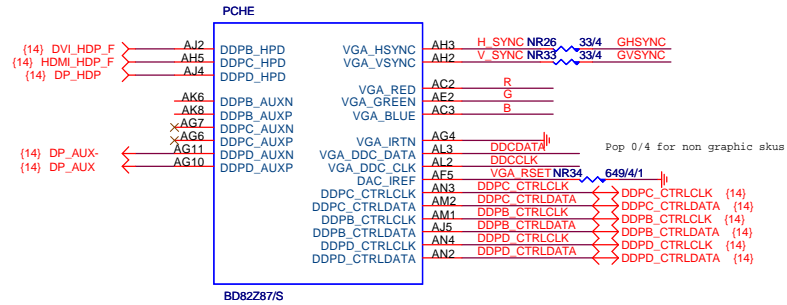 PCHE
{14} DVI_HDP_F AJ2 DDPB_HPD VGA_HSYNC AH3 H_SYNC NR26 33/4 GHSYNC
{14} HDMI_HDP_F AH5 DDPC_HPD VGA_VSYNC AH2 V_SYNC NR33 33/4 GVSYNC
{14} DP_HDP AJ4 DDPD_HPD
VGA_RED AC2 R
AK6 DDPB_AUXN VGA_GREEN AE2 G
AK8 DDPB_AUXP VGA_BLUE AC3 B
AG7 DDPC_AUXN
AG6 DDPC_AUXP VGA_IRTN AG4
{14} DP_AUX- AG11 DDPD_AUXN VGA_DDC_DATA AL3 DDCDATA Pop 0/4 for non graphic skus
{14} DP_AUX AG10 DDPD_AUXP VGA_DDC_CLK AL2 DDCCLK
DAC_IREF AF5 VGA_RSET NR34 649/4/1
DDPC_CTRLCLK AN3 DDPC_CTRLCLK DDPC_CTRLCLK {14}
DDPC_CTRLDATA AM2 DDPC_CTRLDATA DDPC_CTRLDATA {14}
DDPB_CTRLCLK AM1 DDPB_CTRLCLK DDPB_CTRLCLK {14}
DDPB_CTRLDATA AJ5 DDPB_CTRLDATA DDPB_CTRLDATA {14}
DDPD_CTRLCLK AN4 DDPD_CTRLCLK DDPD_CTRLCLK {14}
DDPD_CTRLDATA AN2 DDPD_CTRLDATA DDPD_CTRLDATA {14}
BD82Z87/S